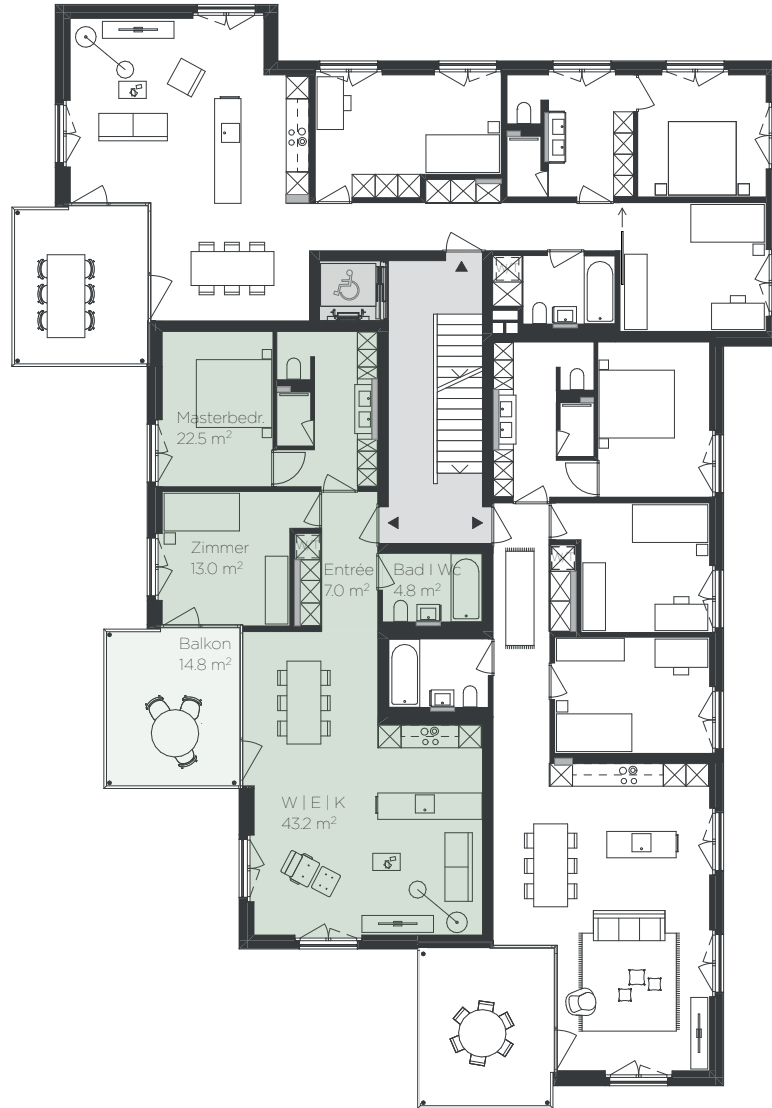 Masterbedr.
22.5 m²
Zimmer
13.0 m²
Entrée
7.0 m²
Bad I Wc
4.8 m²
Balkon
14.8 m²
W | E | K
43.2 m²